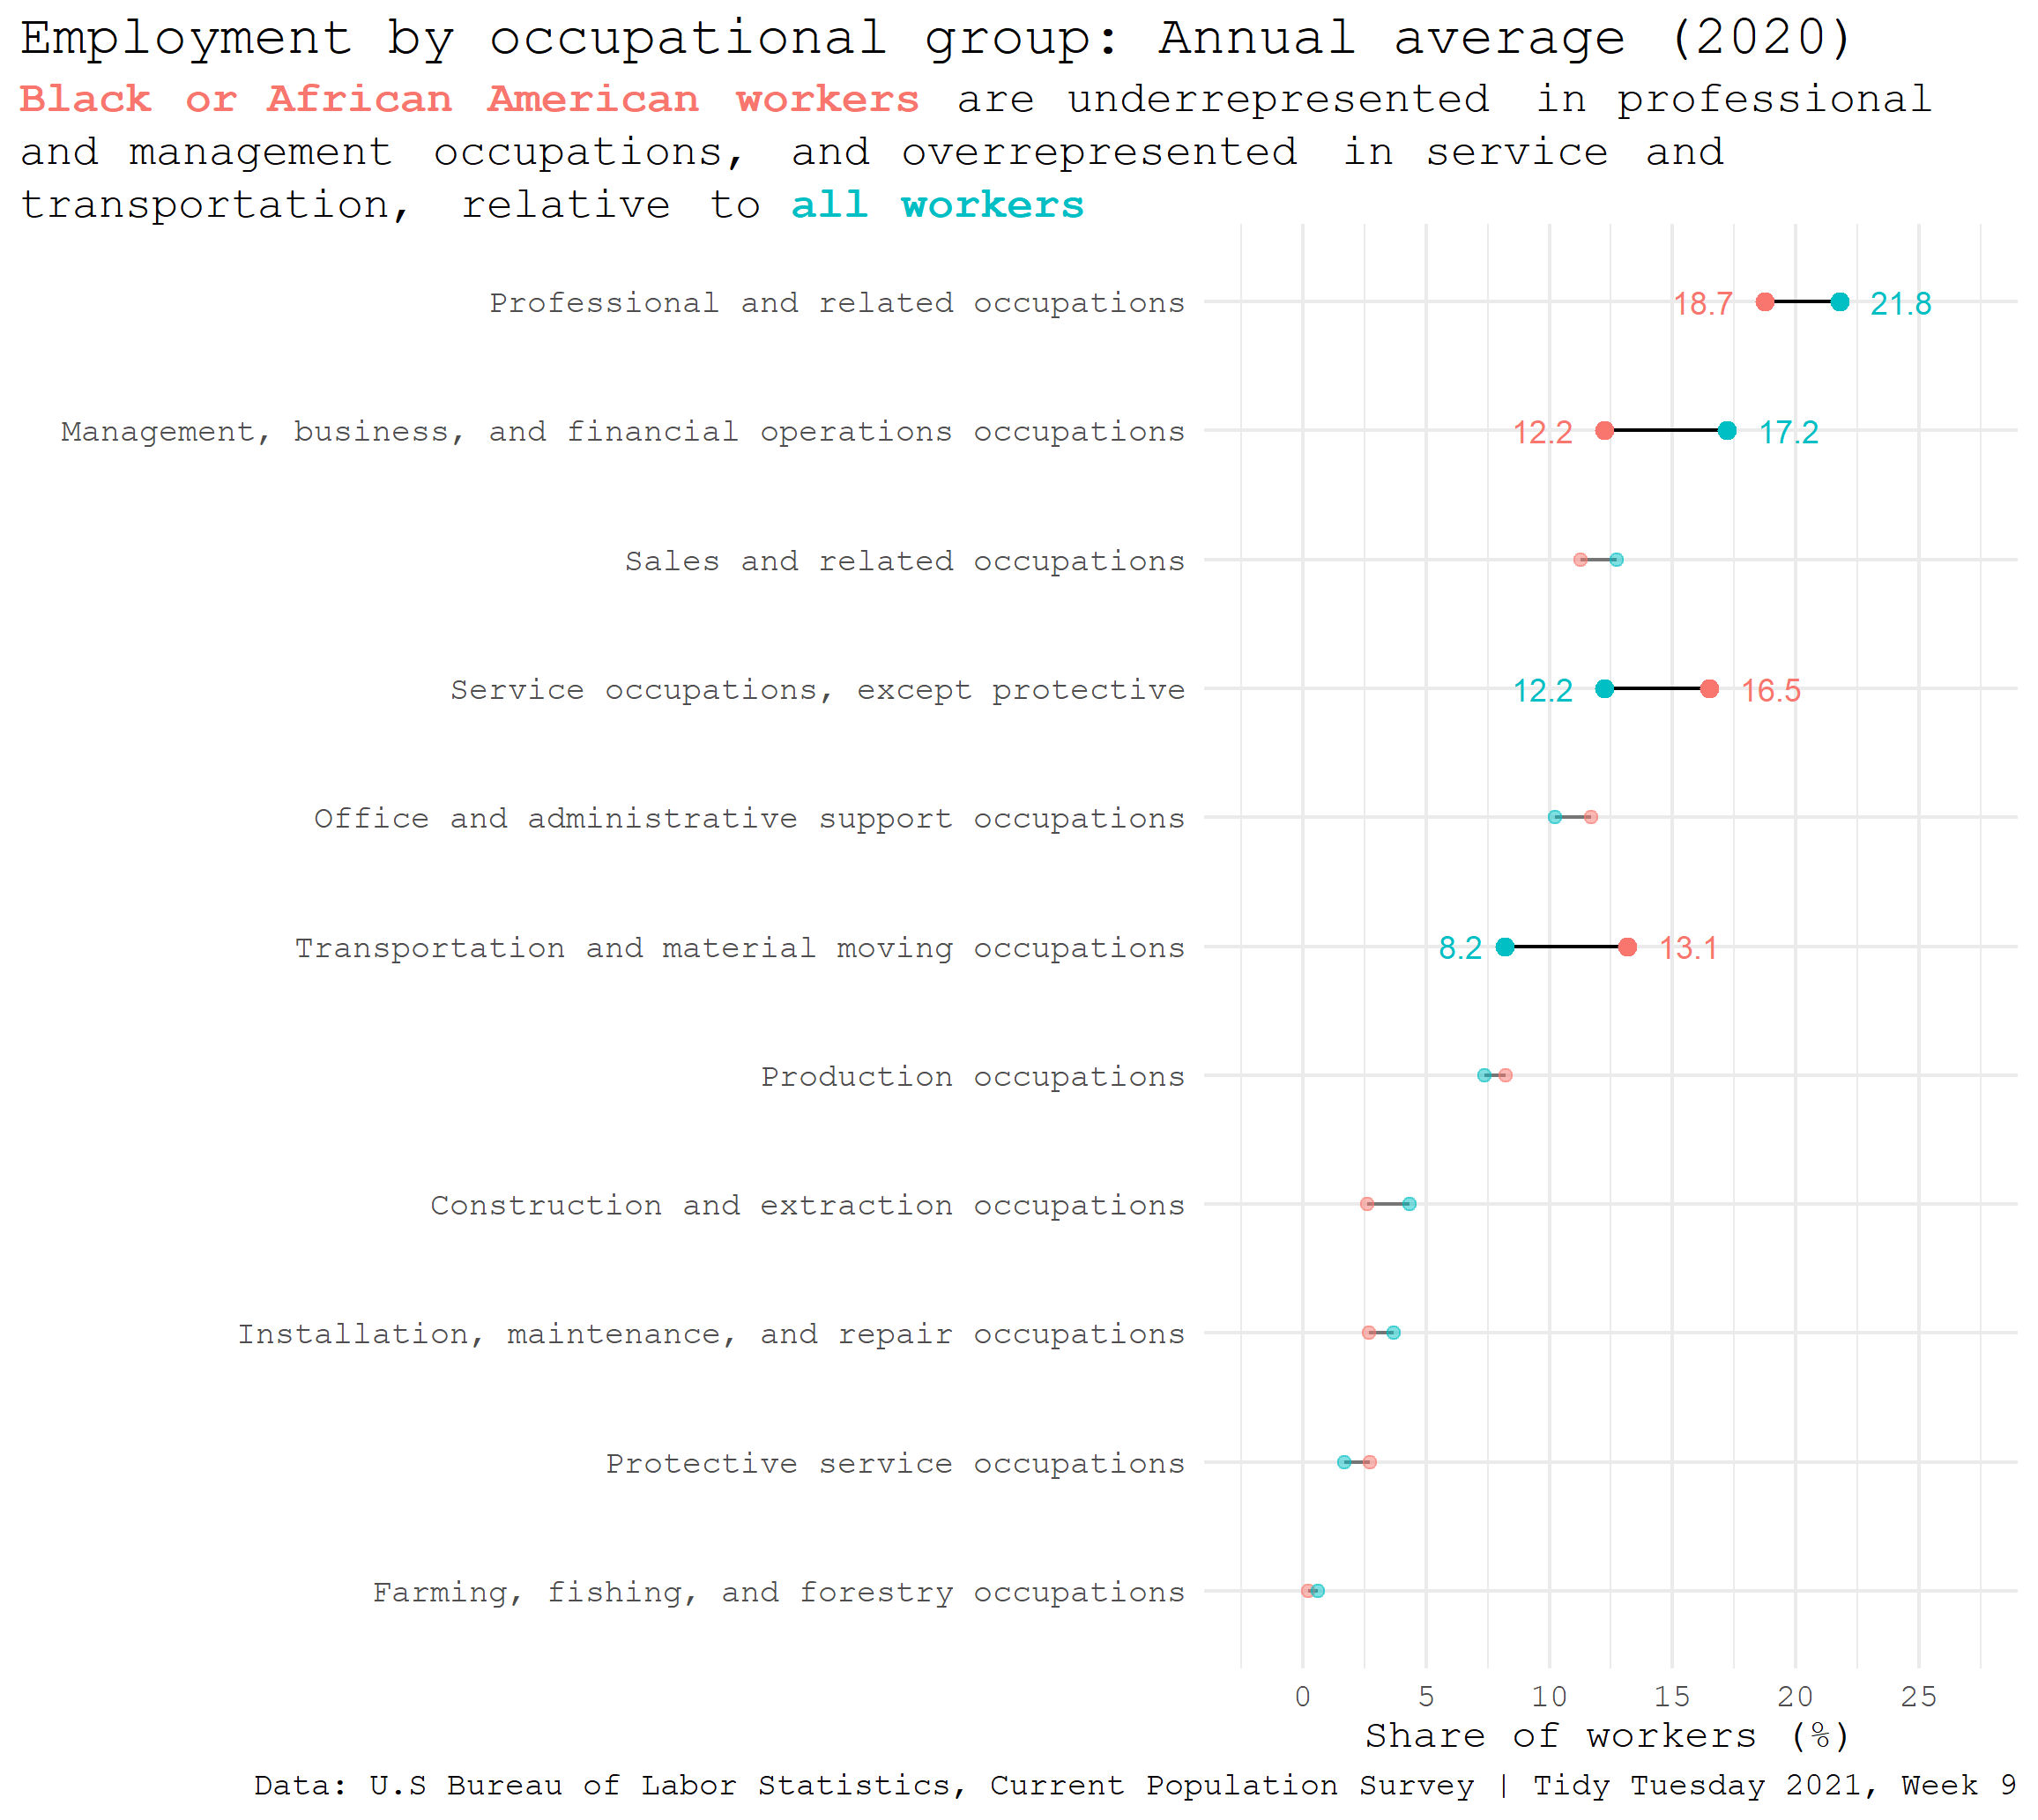 Employment by occupational group: Annual average (2020)
Black or African American workers are underrepresented in professional
and management occupations, and overrepresented in service and
transportation, relative to all workers
Professional and related occupations
18.7
21.8
Management, business, and financial operations occupations
12.2
17.2
Sales and related occupations
Service occupations, except protective
12.2
16.5
Office and administrative support occupations
Transportation and material moving occupations
8.2
13.1
Production occupations
Construction and extraction occupations
Installation, maintenance, and repair occupations
Protective service occupations
Farming, fishing, and forestry occupations
0 5 10 15 20 25
Share of workers (%)
Data: U.S Bureau of Labor Statistics, Current Population Survey | Tidy Tuesday 2021, Week 9